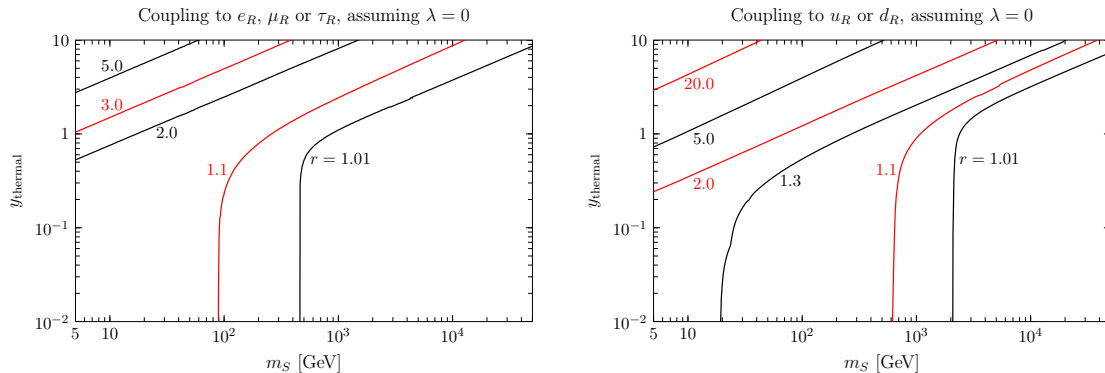 Coupling to e_R, μ_R or τ_R, assuming λ = 0
10
1
10^{-1}
10^{-2}
y_thermal
5.0
3.0
2.0
1.1
r = 1.01
5 10 10^2 10^3 10^4
m_S [GeV]
Coupling to u_R or d_R, assuming λ = 0
10
1
10^{-1}
10^{-2}
y_thermal
20.0
5.0
2.0
1.3
1.1
r = 1.01
5 10 10^2 10^3 10^4
m_S [GeV]